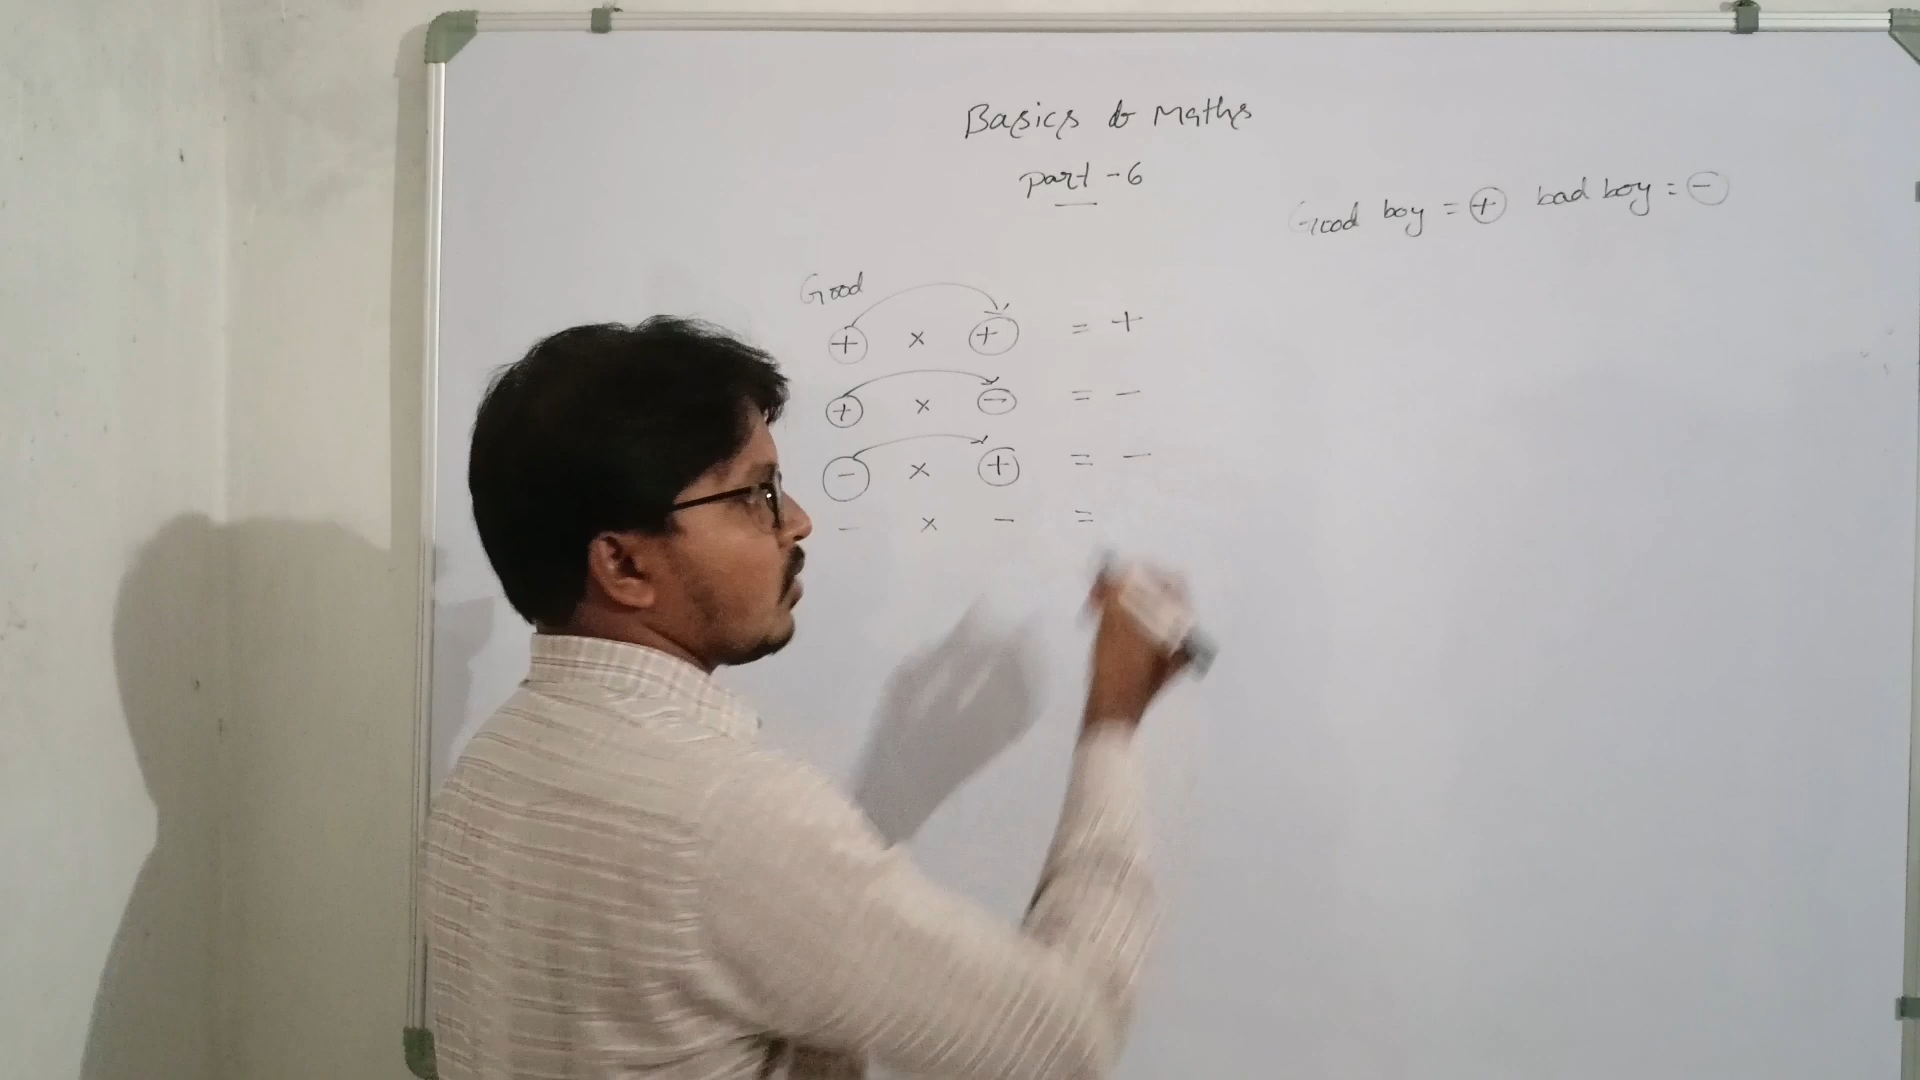 Basics of Maths
Part - 6
Good boy = + bad boy = -
Good
+ × + = +
+ × - = -
- × + = -
- × - =